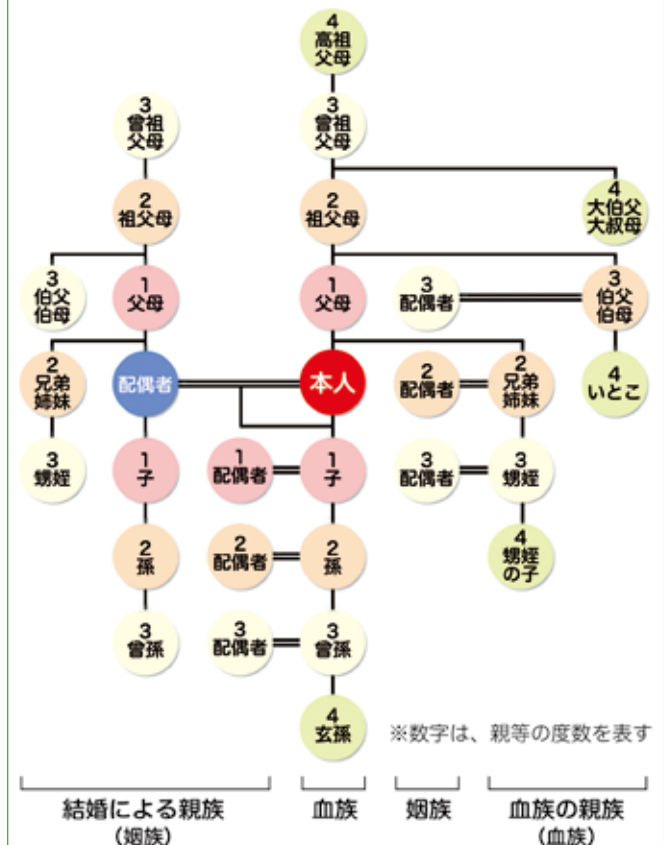 4
高祖
父母
3
曾祖
父母
3
曾祖
父母
2
祖父母
2
祖父母
4
大伯父
大叔母
3
伯父
伯母
1
父母
1
父母
3
配偶者
3
伯父
伯母
2
兄弟
姉妹
配偶者
本人
2
配偶者
2
兄弟
姉妹
4
いとこ
3
甥姪
1
子
1
配偶者
1
子
3
配偶者
3
甥姪
2
孫
2
配偶者
2
孫
4
甥姪
の子
3
曾孫
3
配偶者
3
曾孫
4
玄孫
※数字は、親等の度数を表す
結婚による親族
(姻族)
血族
姻族
血族の親族
(血族)